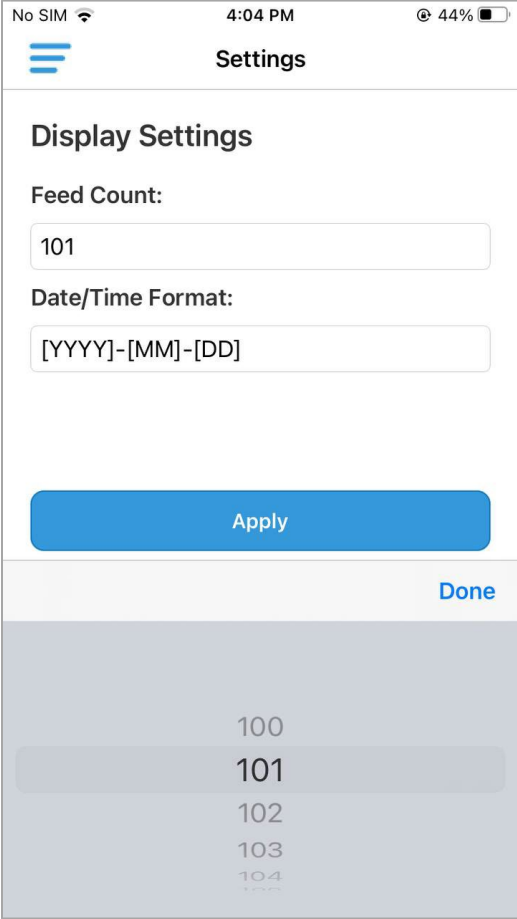 No SIM 4:04 PM 44%
Settings
Display Settings
Feed Count:
101
Date/Time Format:
[YYYY]-[MM]-[DD]
Apply
Done
100
101
102
103
104